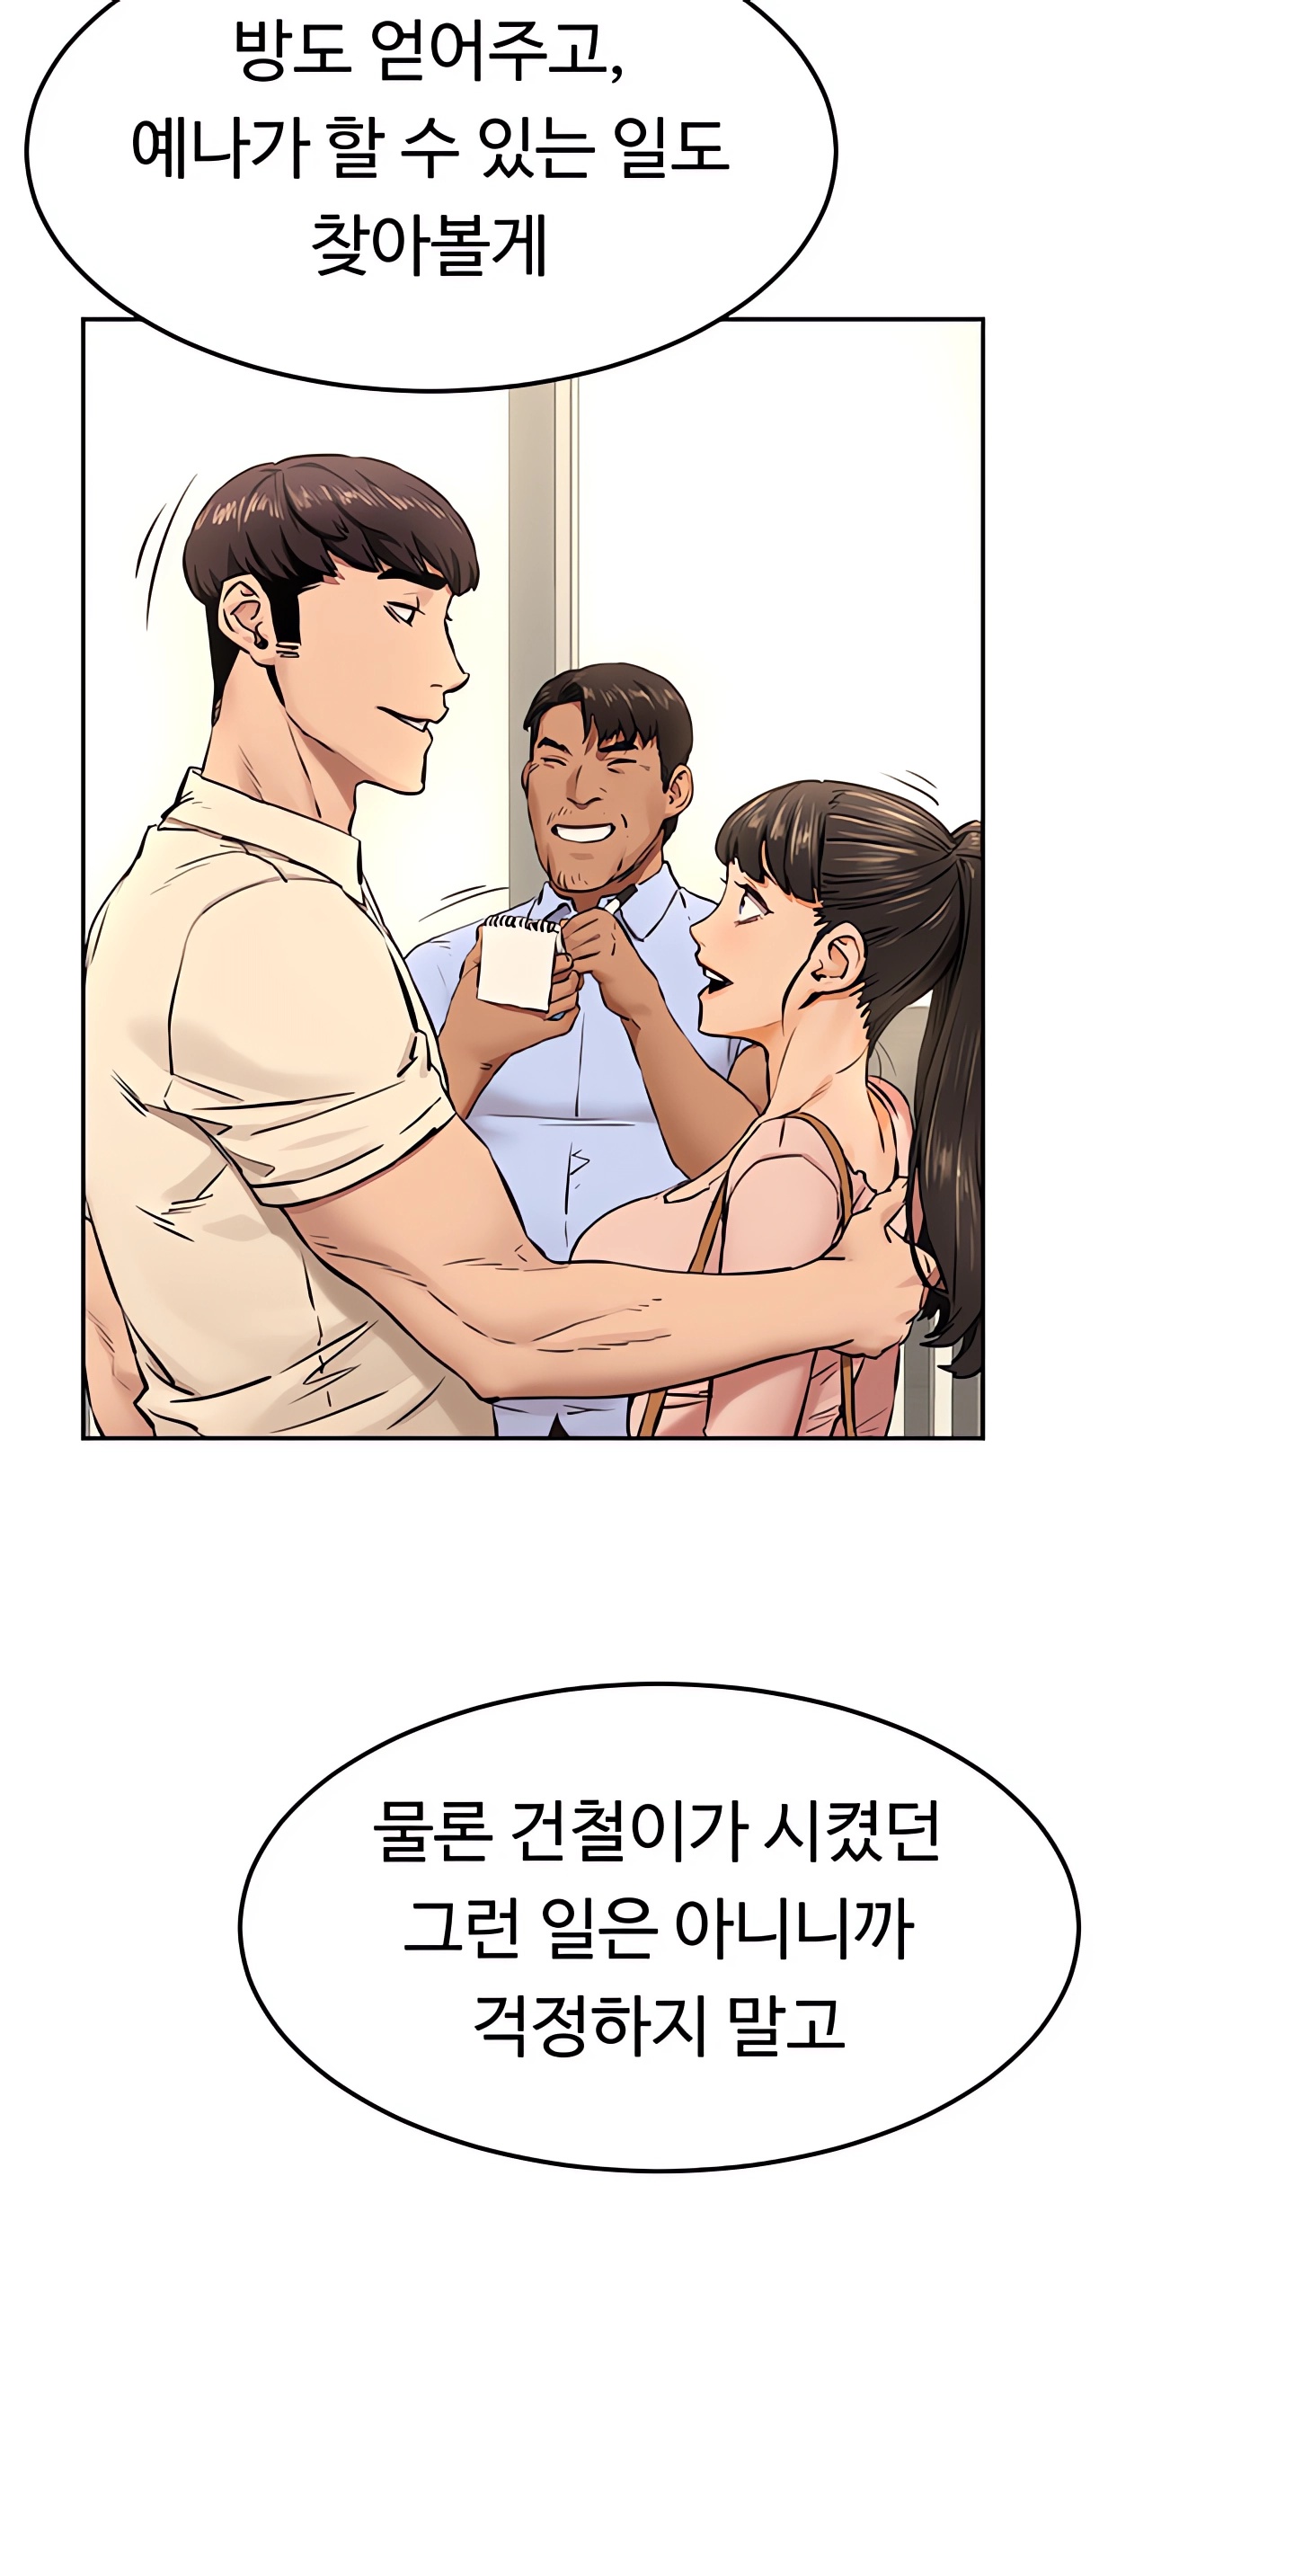 방도 얻어주고,
예나가 할 수 있는 일도
찾아볼게
물론 건철이가 시켰던
그런 일은 아니니까
걱정하지 말고